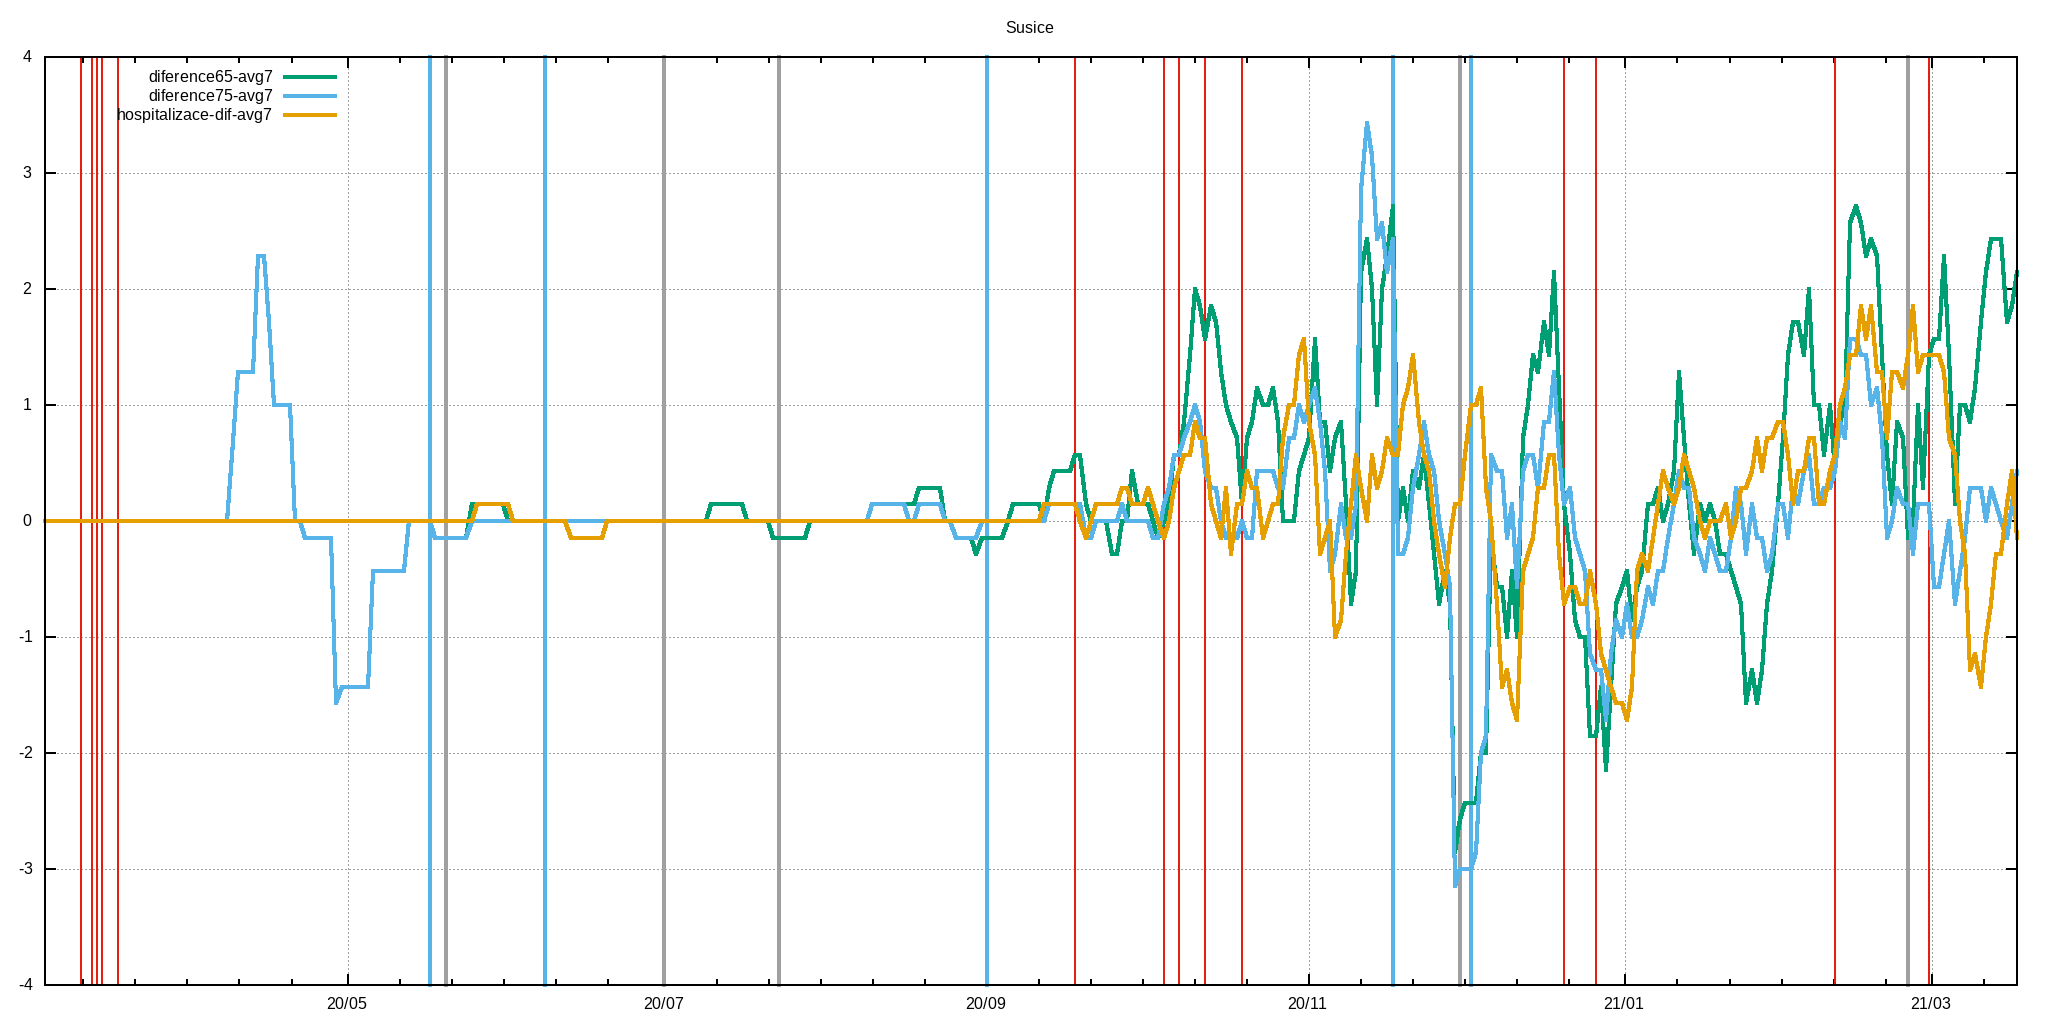 Susice
4
diference65-avg7
diference75-avg7
hospitalizace-dif-avg7
3
2
1
0
-1
-2
-3
-4
20/05 20/07 20/09 20/11 21/01 21/03